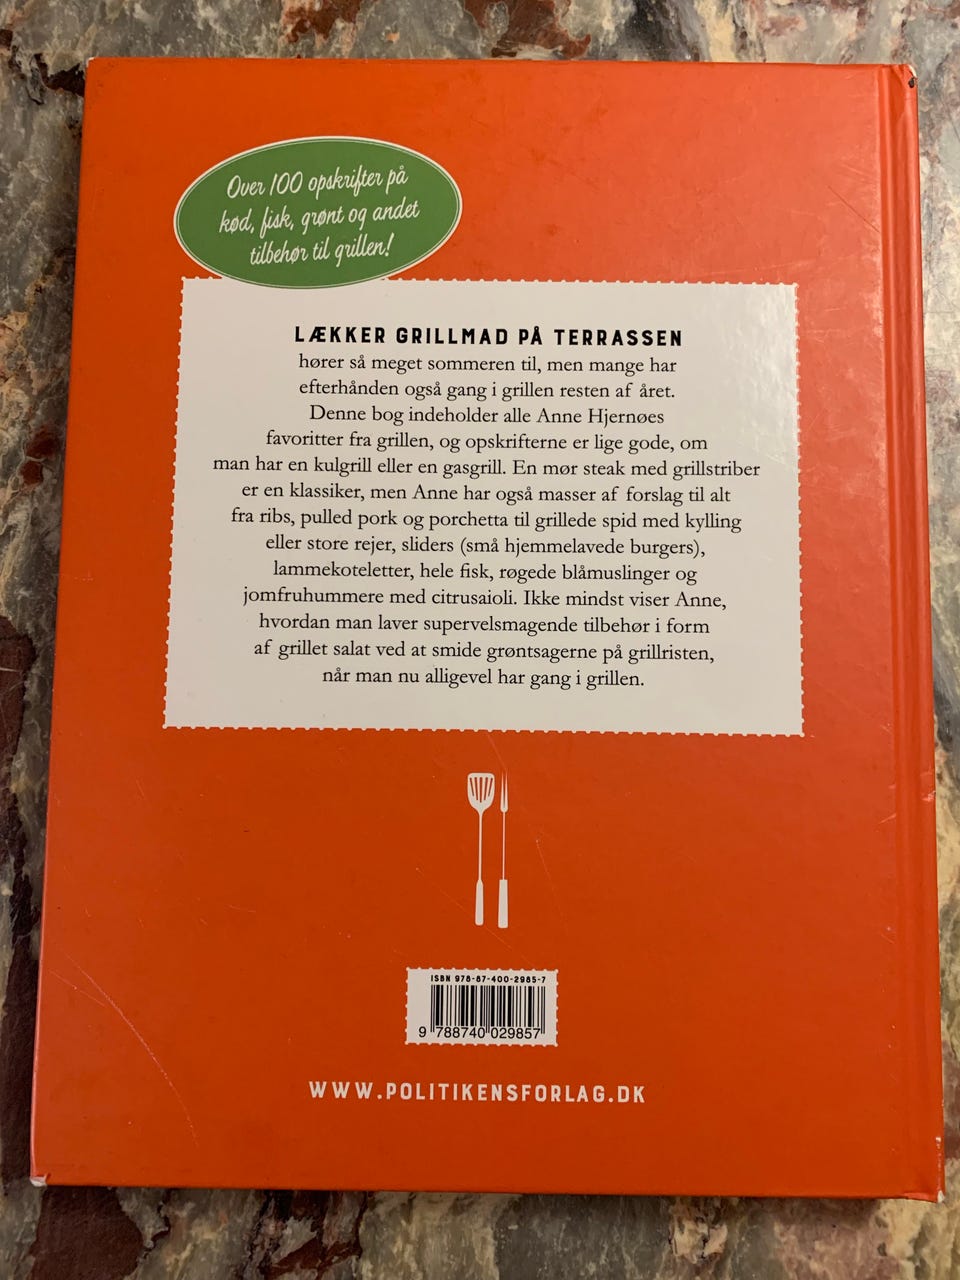 Over 100 opskrifter på
kød, fisk, grønt og andet
tilbehør til grillen!
LÆKKER GRILLMAD PÅ TERRASSEN
hører så meget sommeren til, men mange har
efterhånden også gang i grillen resten af året.
Denne bog indeholder alle Anne Hjernøes
favoritter fra grillen, og opskrifterne er lige gode, om
man har en kulgrill eller en gasgrill. En mør steak med grillstriber
er en klassiker, men Anne har også masser af forslag til alt
fra ribs, pulled pork og porchetta til grillede spid med kylling
eller store rejer, sliders (små hjemmelavede burgers),
lammekoteletter, hele fisk, røgede blåmuslinger og
jomfruhummere med citrusaioli. Ikke mindst viser Anne,
hvordan man laver supervelsmagende tilbehør i form
af grillet salat ved at smide grøntsagerne på grillristen,
når man nu alligevel har gang i grillen.
ISBN 978-87-400-2985-7
9 788740 029857
WWW.POLITIKENSFORLAG.DK